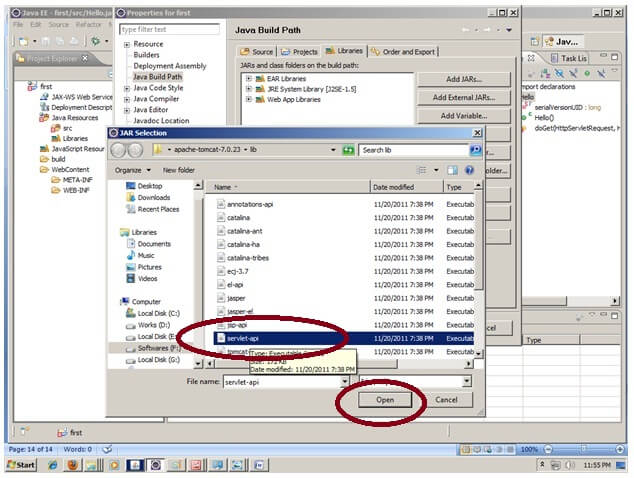 Java EE - first/src/Hello.ja
File Edit Source Refactor
Project Explorer
first
JAX-WS Web Service
Deployment Descript
Java Resources
src
Libraries
JavaScript Resour
build
WebContent
META-INF
WEB-INF
Properties for first
type filter text
Resource
Builders
Deployment Assembly
Java Build Path
Java Code Style
Java Compiler
Java Editor
Javadoc Location
Java Build Path
Source Projects Libraries Order and Export
JARs and class folders on the build path:
EAR Libraries
JRE System Library [J2SE-1.5]
Web App Libraries
Add JARs...
Add External JARs...
Add Variable...
older...
cel
Jav...
Task Lis
mport declarations
Hello
serialVersionUID : long
Hello()
doGet(HttpServletRequest, H
Type
JAR Selection
apache-tomcat-7.0.23 lib
Search lib
Organize New folder
Desktop
Downloads
Recent Places
Libraries
Documents
Music
Pictures
Videos
Computer
Local Disk (C:)
Works (D:)
Local Disk (E:
Softwares (F:)
Local Disk (G:)
Name Date modified Type
annotations-api 11/20/2011 7:38 PM Executab
catalina 11/20/2011 7:38 PM Executab
catalina-ant 11/20/2011 7:38 PM Executab
catalina-ha 11/20/2011 7:38 PM Executab
catalina-tribes 11/20/2011 7:38 PM Executab
ecj-3.7 11/20/2011 7:38 PM Executab
el-api 11/20/2011 7:38 PM Executab
jasper 11/20/2011 7:38 PM Executab
jasper-el 11/20/2011 7:38 PM Executab
jsp-api 11/20/2011 7:38 PM Executab
servlet-api 11/20/2011 7:38 PM Executab
tomcat- 11/20/2011 7:38 PM Executab
Type: Executable
Date modified: 11/20/2011 7:38 PM
File name: servlet-api
Open Cancel
first
Page: 14 of 14 Words: 0 100%
Start 11:55 PM